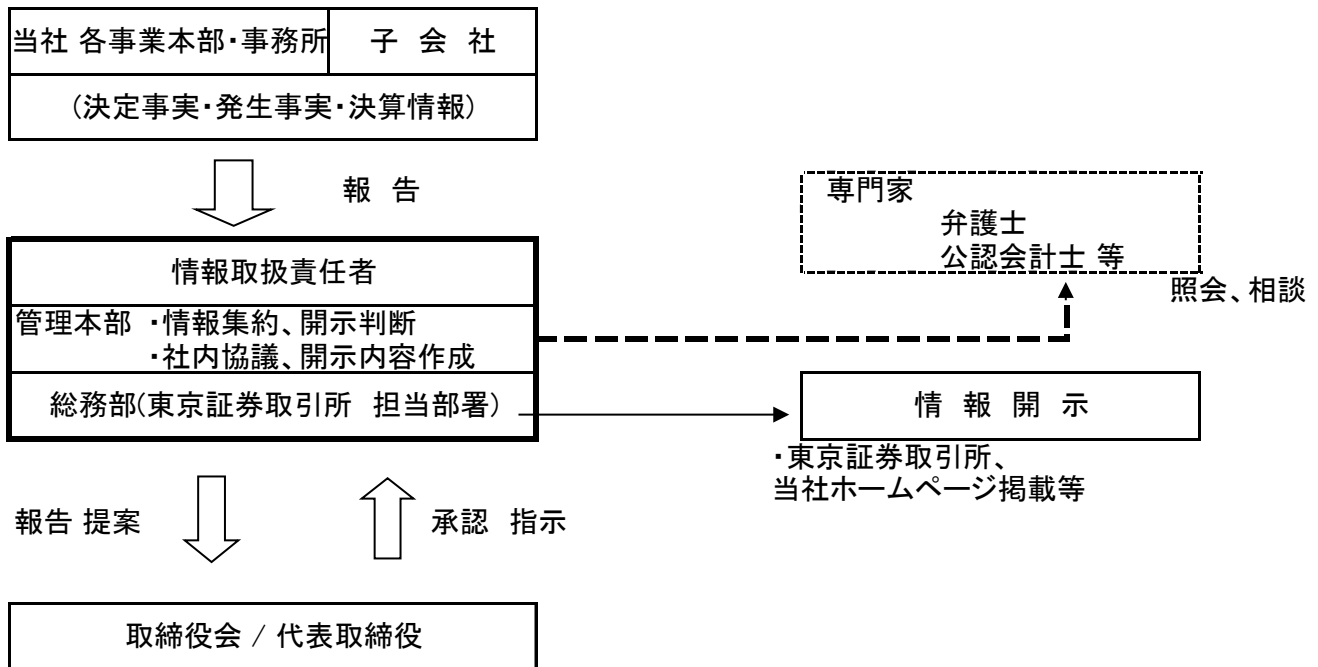 当社 各事業本部・事務所
子 会 社
(決定事実・発生事実・決算情報)
報 告
専門家
弁護士
公認会計士 等
照会、相談
情報取扱責任者
管理本部 ・情報集約、開示判断
・社内協議、開示内容作成
総務部(東京証券取引所 担当部署)
情 報 開 示
・東京証券取引所、
当社ホームページ掲載等
報告 提案
承認 指示
取締役会 / 代表取締役